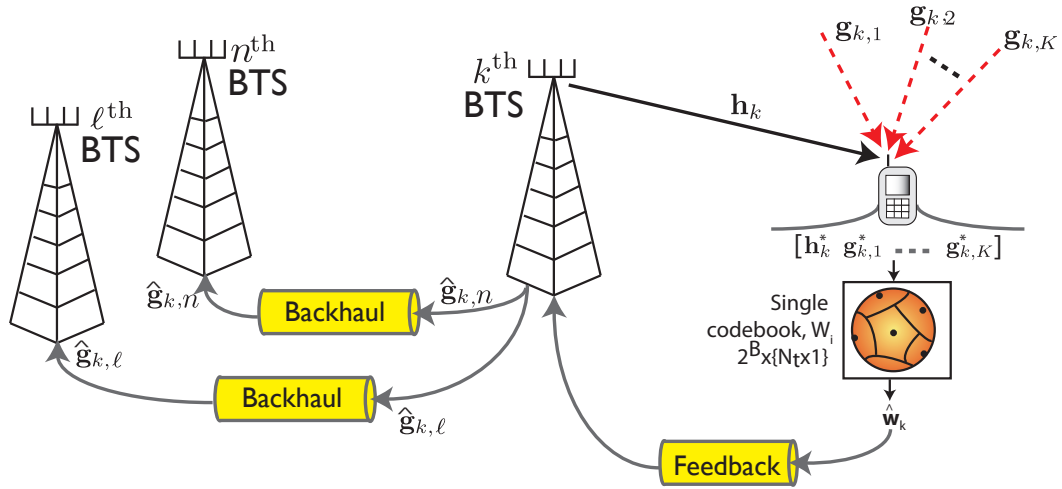 n^th
BTS
ℓ^th
BTS
k^th
BTS
h_k
g_{k,1}
g_{k,2}
g_{k,K}
[h_k^* g_{k,1}^* g_{k,K}^*]
Single
codebook, W_i
2^B x{N_t x1}
ŵ_k
Feedback
ĝ_{k,n}
Backhaul
ĝ_{k,n}
ĝ_{k,ℓ}
Backhaul
ĝ_{k,ℓ}